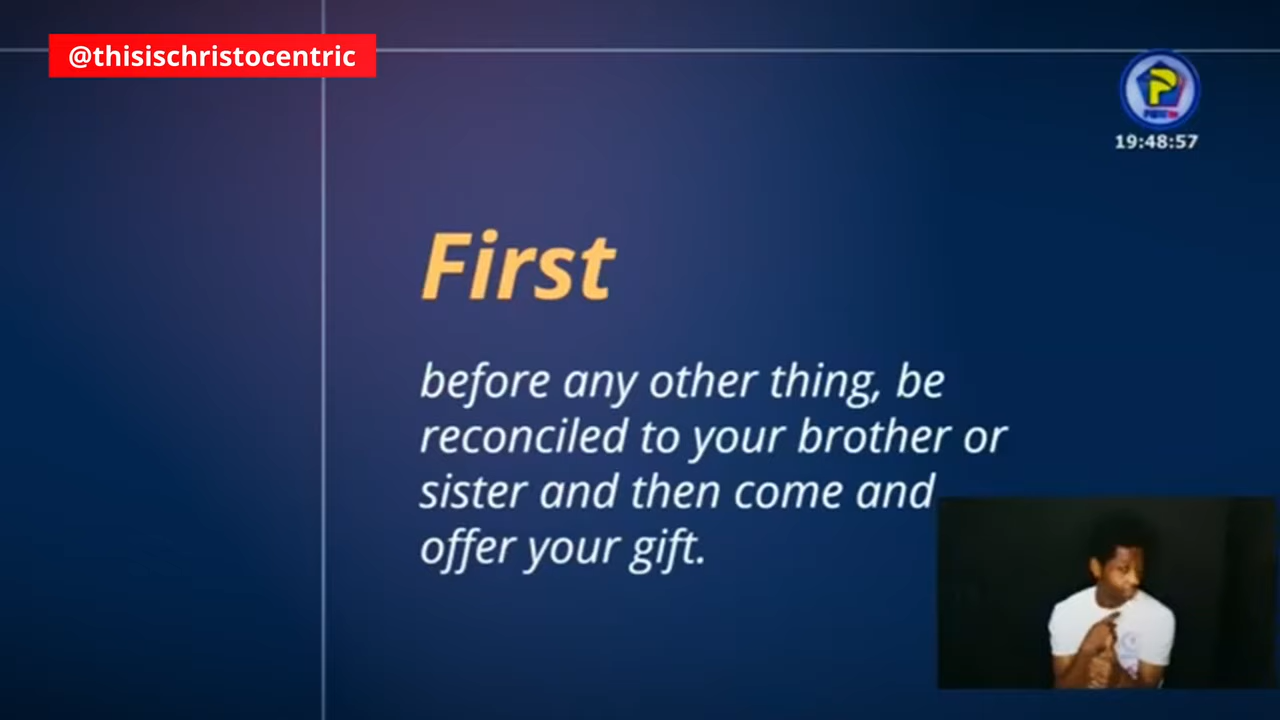 @thisischristocentric
P
19:48:57
First
before any other thing, be
reconciled to your brother or
sister and then come and
offer your gift.